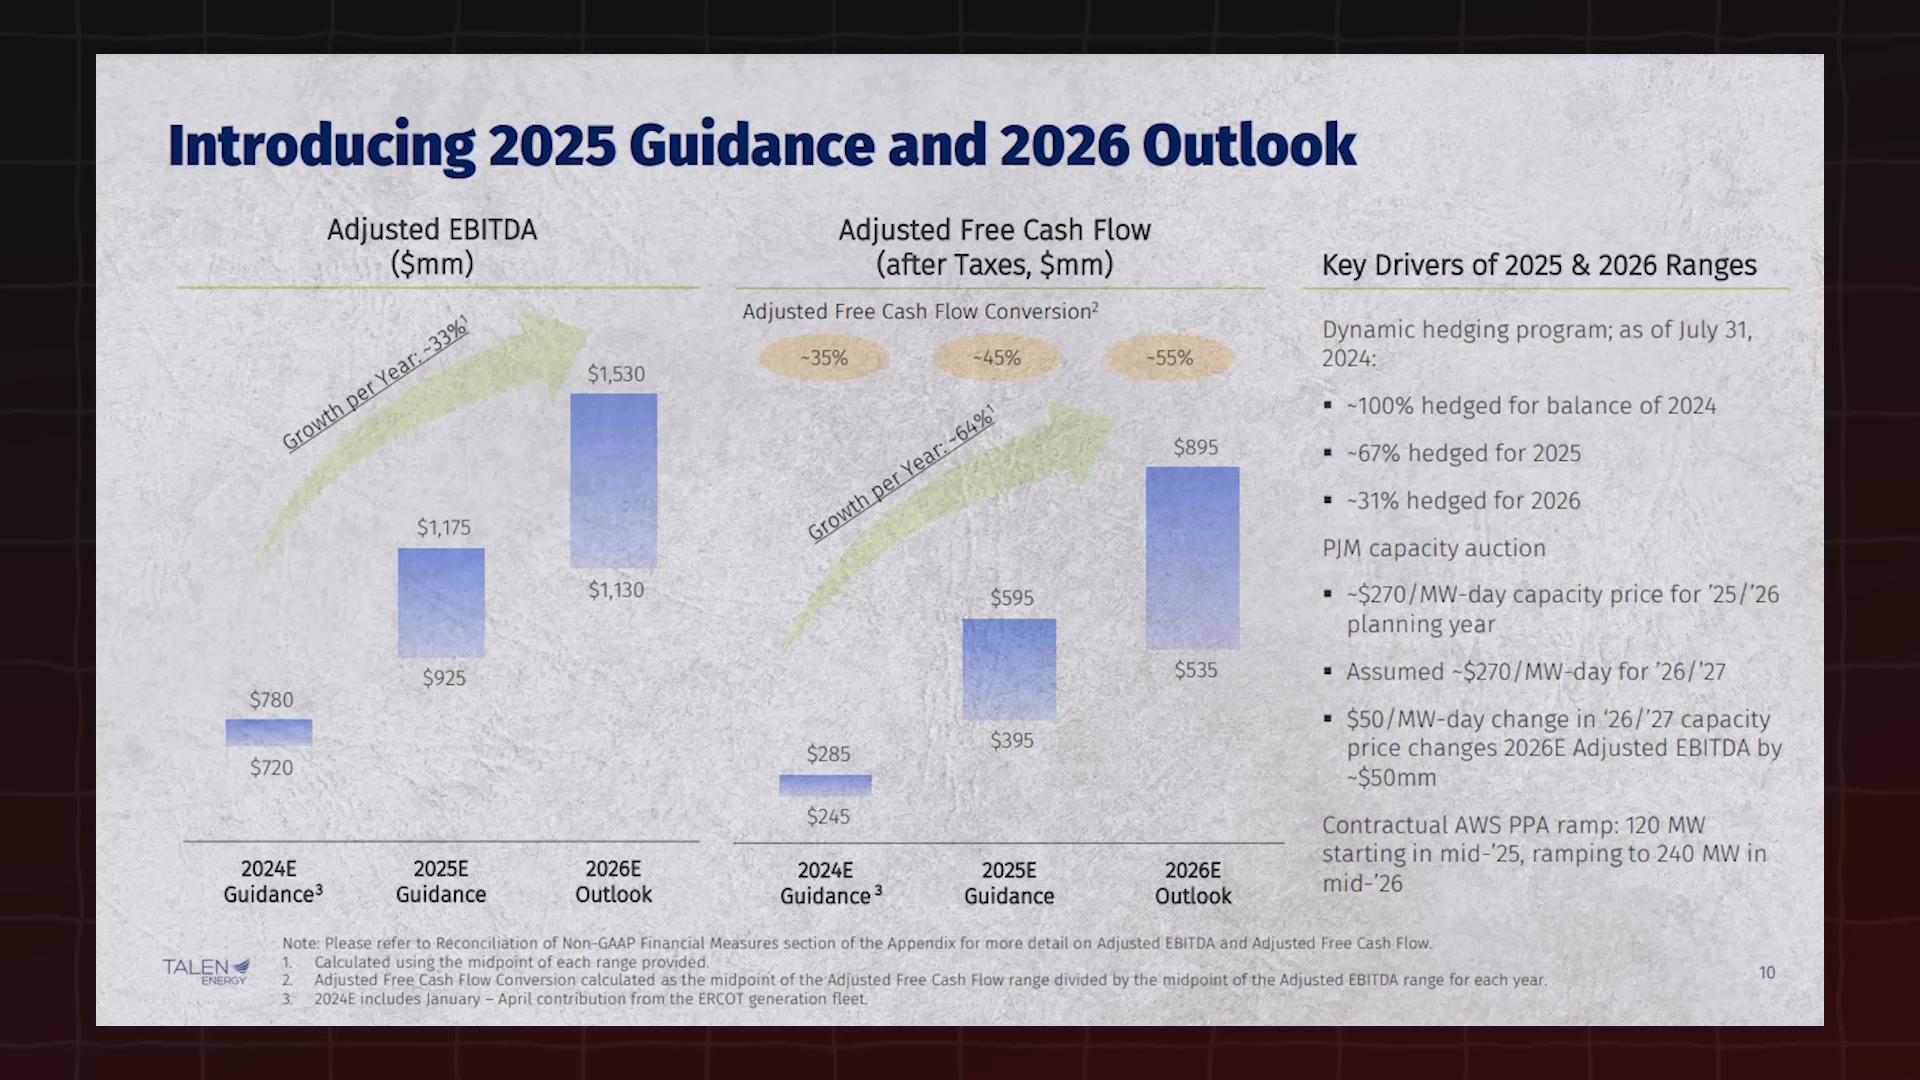 Introducing 2025 Guidance and 2026 Outlook
Adjusted EBITDA
($mm)
Growth per Year: ~33%¹
$1,530
$1,130
$1,175
$925
$780
$720
2024E
Guidance³
2025E
Guidance
2026E
Outlook
Adjusted Free Cash Flow
(after Taxes, $mm)
Adjusted Free Cash Flow Conversion²
~35%
~45%
~55%
Growth per Year: ~64%¹
$895
$535
$595
$395
$285
$245
2024E
Guidance ³
2025E
Guidance
2026E
Outlook
Key Drivers of 2025 & 2026 Ranges
Dynamic hedging program; as of July 31,
2024:
▪ ~100% hedged for balance of 2024
▪ ~67% hedged for 2025
▪ ~31% hedged for 2026
PJM capacity auction
▪ ~$270/MW-day capacity price for ’25/’26
planning year
▪ Assumed ~$270/MW-day for ’26/’27
▪ $50/MW-day change in ‘26/’27 capacity
price changes 2026E Adjusted EBITDA by
~$50mm
Contractual AWS PPA ramp: 120 MW
starting in mid-’25, ramping to 240 MW in
mid-’26
TALEN
ENERGY
Note: Please refer to Reconciliation of Non-GAAP Financial Measures section of the Appendix for more detail on Adjusted EBITDA and Adjusted Free Cash Flow.
1. Calculated using the midpoint of each range provided.
2. Adjusted Free Cash Flow Conversion calculated as the midpoint of the Adjusted Free Cash Flow range divided by the midpoint of the Adjusted EBITDA range for each year.
3. 2024E includes January – April contribution from the ERCOT generation fleet.
10